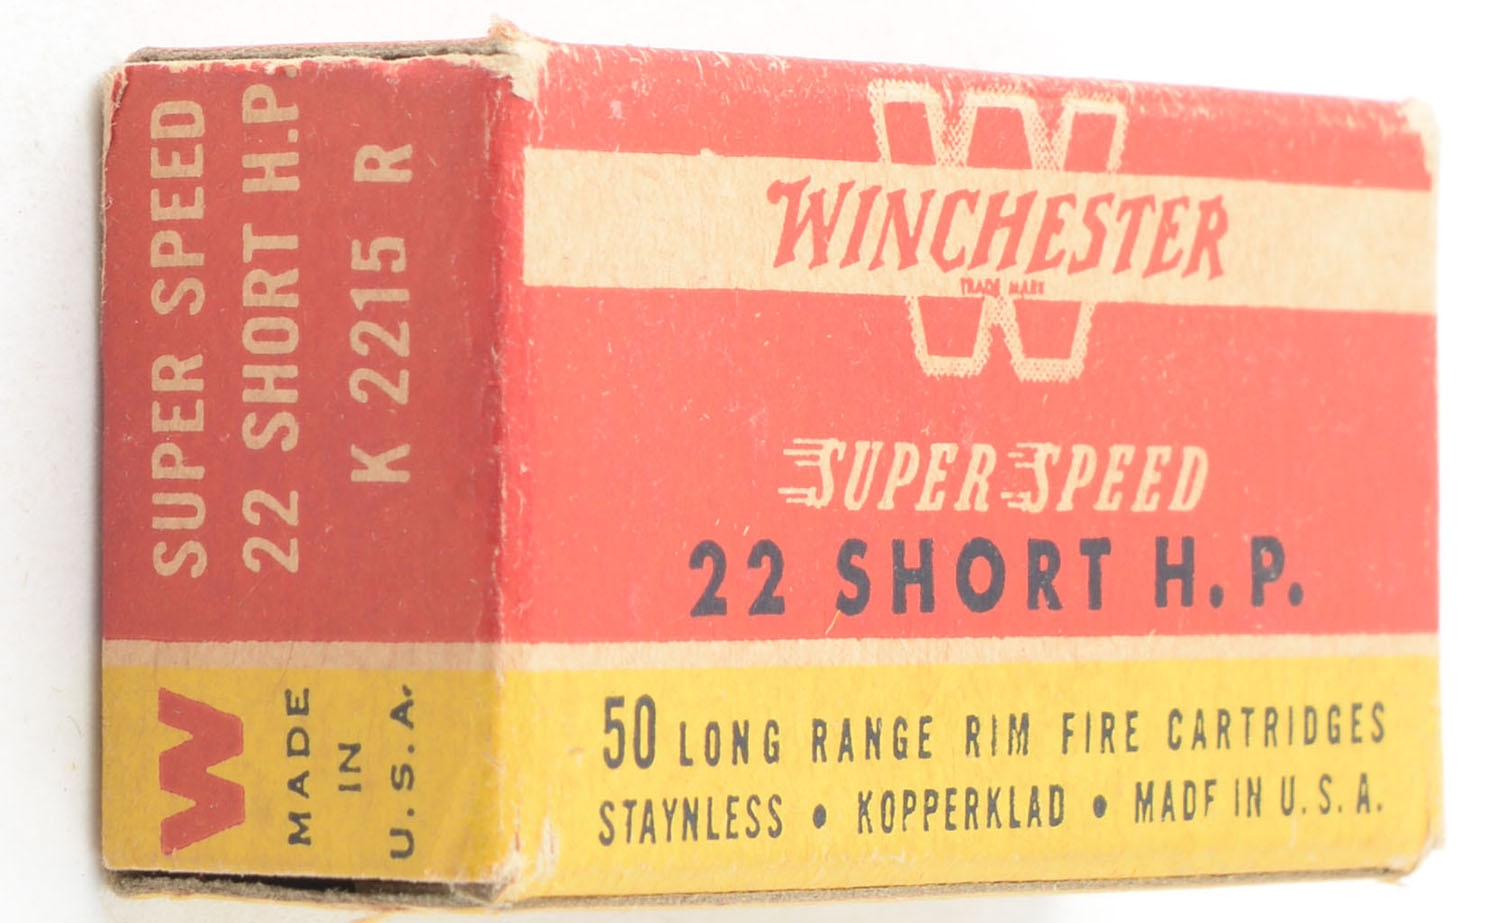 SUPER SPEED
22 SHORT H.P.
K 2215 R
W
MADE
IN
U.S.A.
W
WINCHESTER
TRADE MARK
SUPER-SPEED
22 SHORT H. P.
50 LONG RANGE RIM FIRE CARTRIDGES
STAYNLESS • KOPPERKLAD • MADE IN U. S. A.